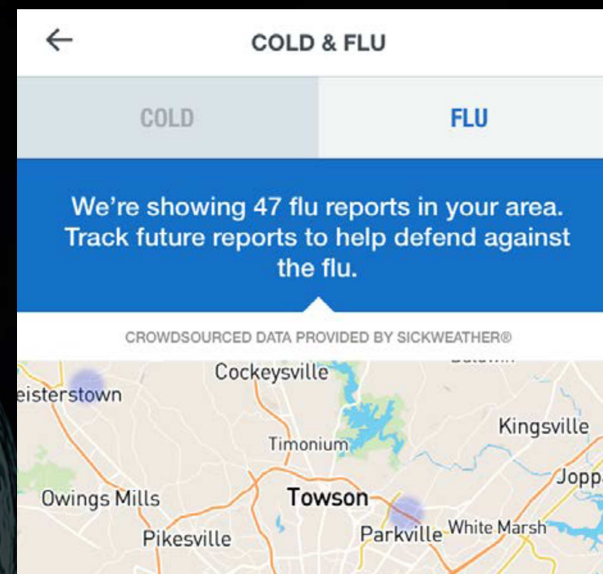 COLD & FLU
COLD
FLU
We're showing 47 flu reports in your area.
Track future reports to help defend against
the flu.
CROWDSOURCED DATA PROVIDED BY SICKWEATHER®
Cockeysville
eisterstown
Kingsville
Timonium
Jopp
Owings Mills
Towson
Pikesville
Parkville
White Marsh